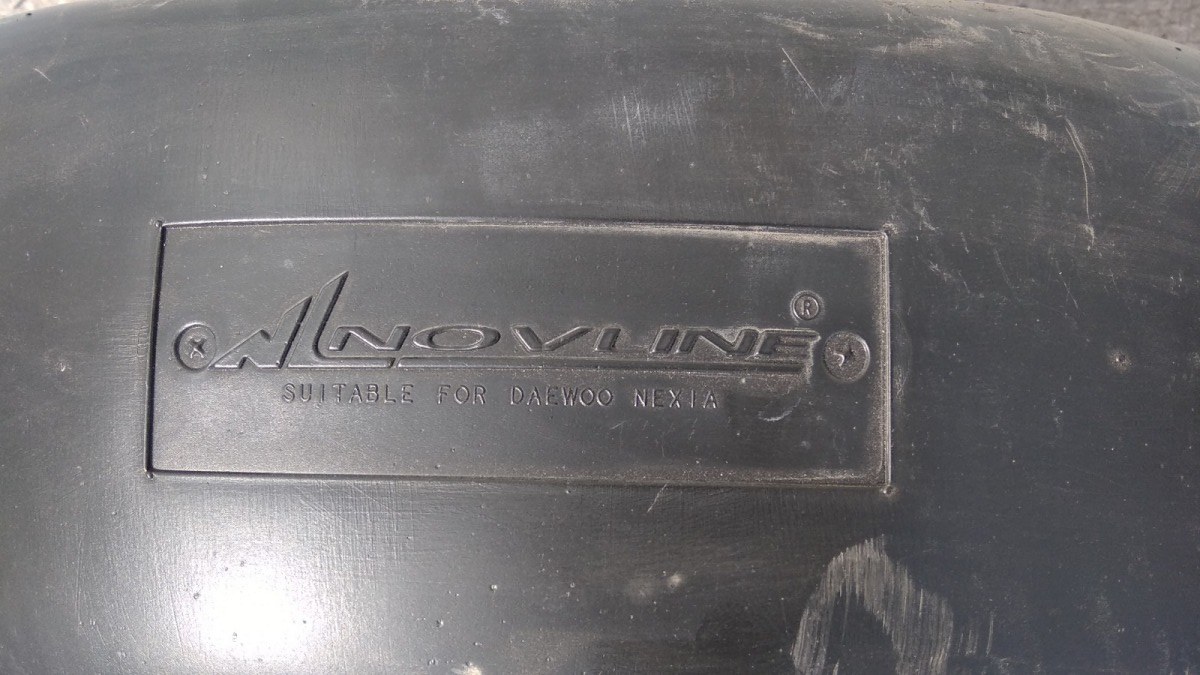 NOVLINE ®
SUITABLE FOR DAEWOO NEXIA